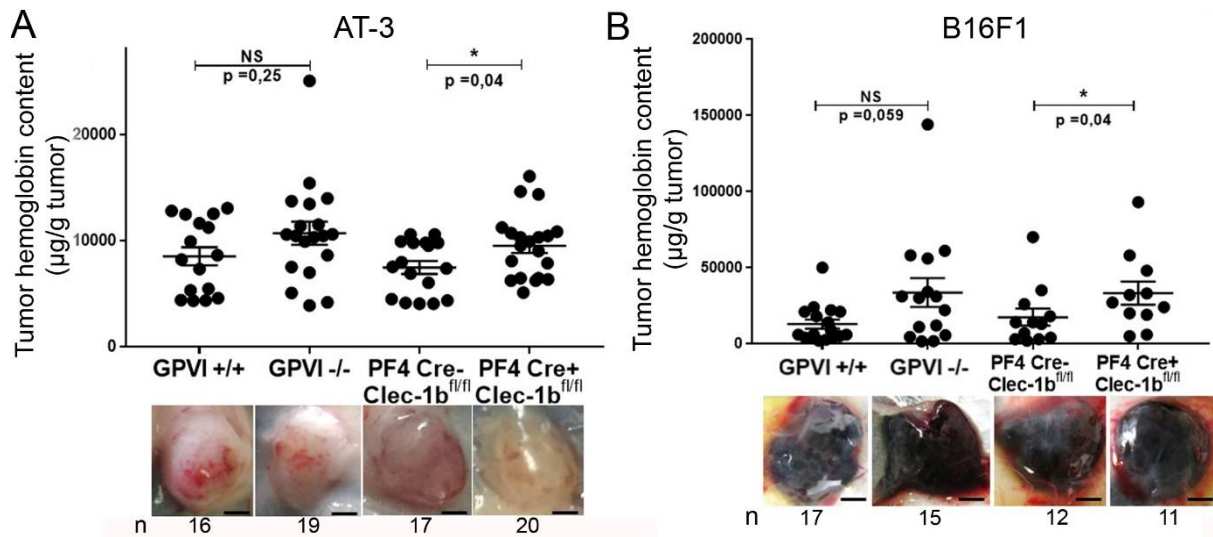 A
AT-3
Tumor hemoglobin content
(µg/g tumor)
20000
10000
0
NS
p =0,25
*
p =0,04
GPVI +/+
GPVI -/-
PF4 Cre-
Clec-1b fl/fl
PF4 Cre+
Clec-1b fl/fl
n
16
19
17
20
B
B16F1
Tumor hemoglobin content
(µg/g tumor)
200000
150000
100000
50000
0
NS
p =0,059
*
p =0,04
GPVI +/+
GPVI -/-
PF4 Cre-
Clec-1b fl/fl
PF4 Cre+
Clec-1b fl/fl
n
17
15
12
11